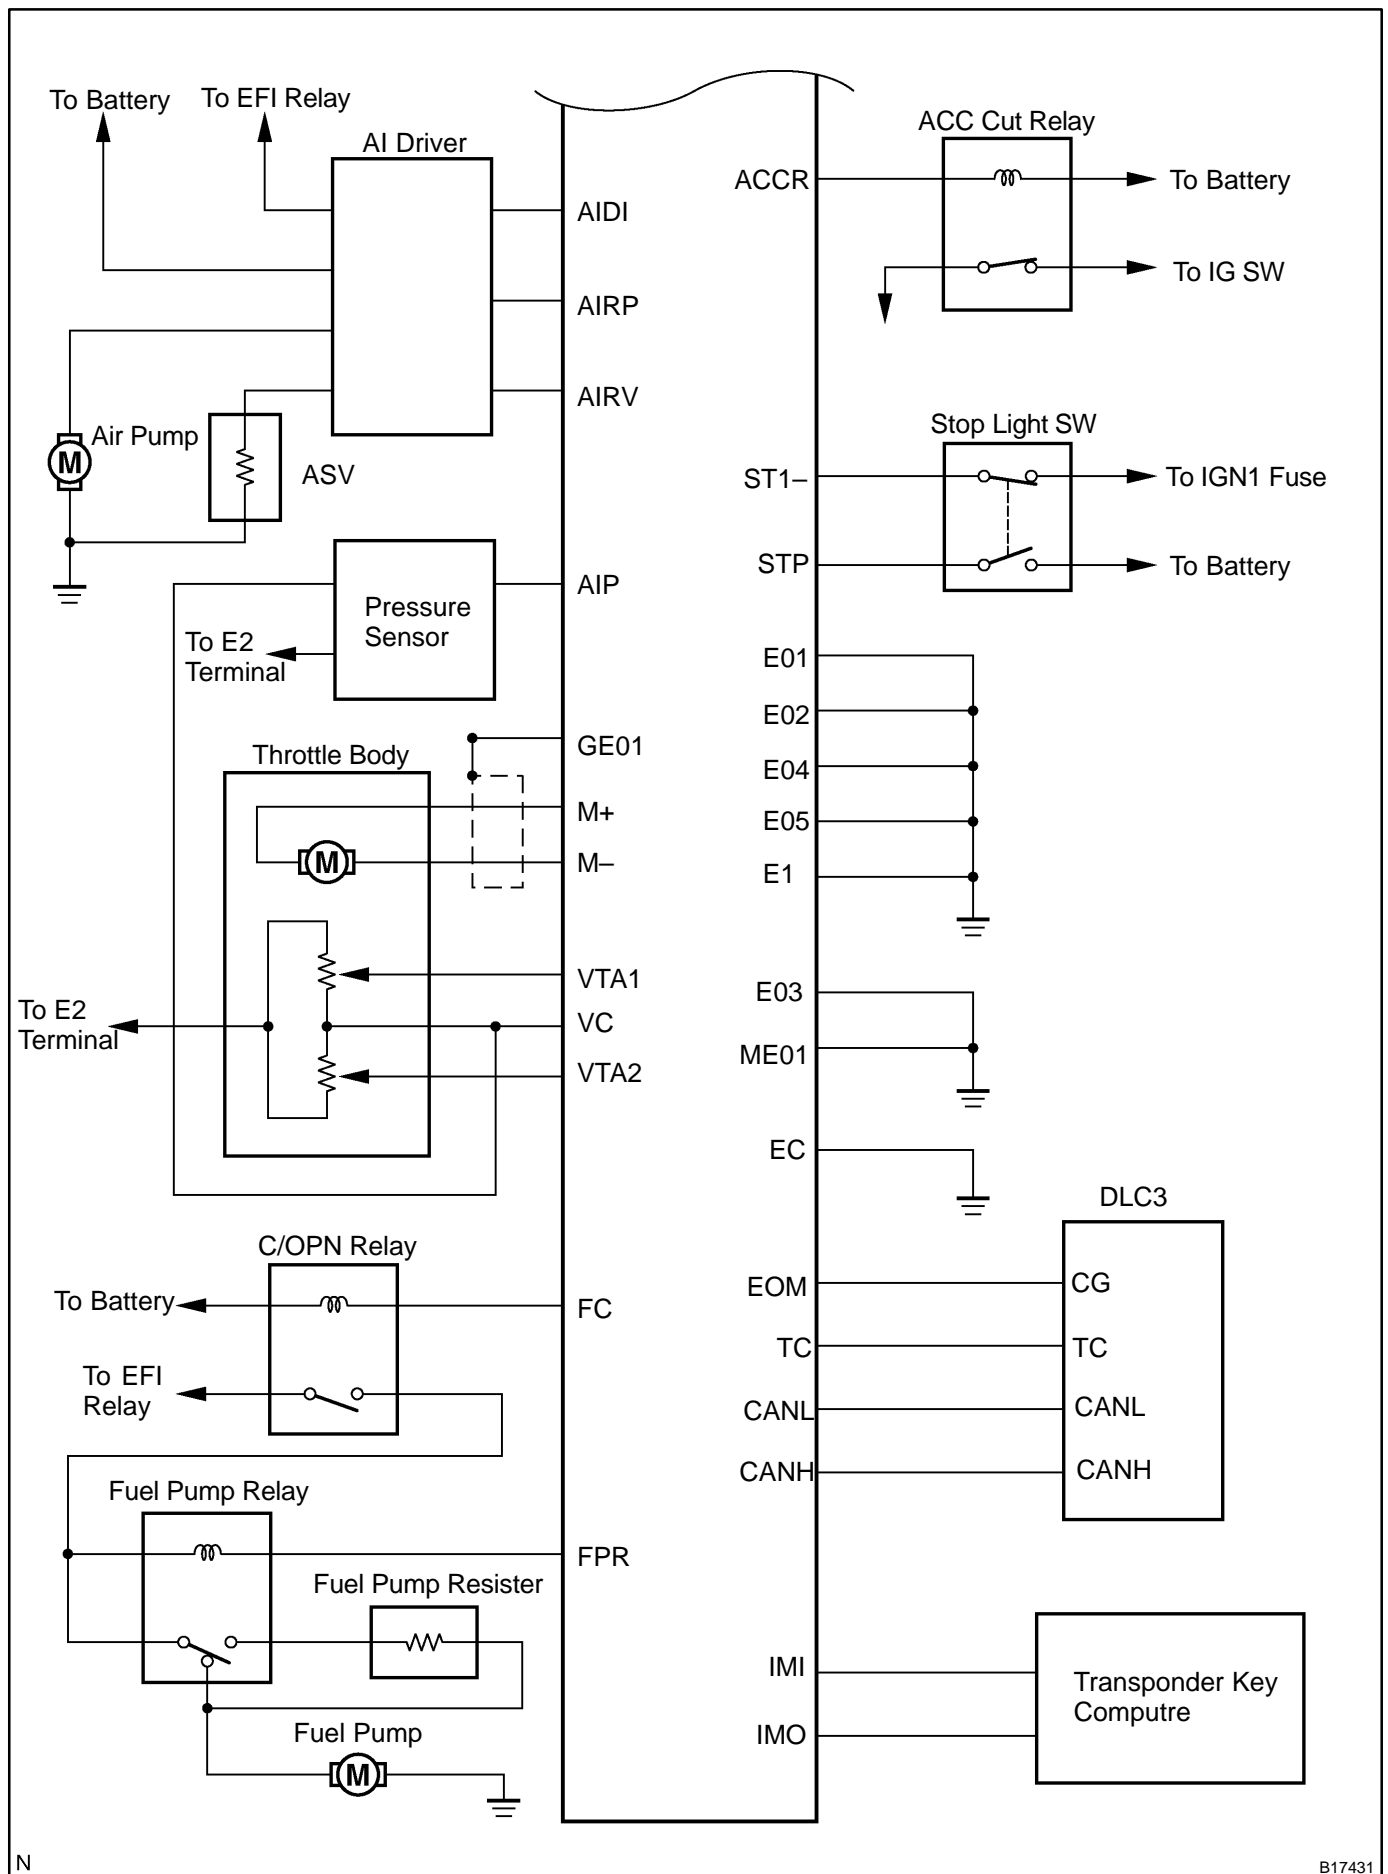 To Battery
To EFI Relay
AI Driver
AIDI
AIRP
AIRV
Air Pump
M
ASV
Pressure
Sensor
AIP
To E2
Terminal
GE01
Throttle Body
M+
M–
M
VTA1
VC
VTA2
To E2
Terminal
C/OPN Relay
To Battery
FC
To EFI
Relay
Fuel Pump Relay
FPR
Fuel Pump Resister
Fuel Pump
M
ACC Cut Relay
ACCR
To Battery
To IG SW
Stop Light SW
ST1–
To IGN1 Fuse
STP
To Battery
E01
E02
E04
E05
E1
E03
ME01
EC
DLC3
EOM
CG
TC
TC
CANL
CANL
CANH
CANH
IMI
IMO
Transponder Key
Computre
N
B17431